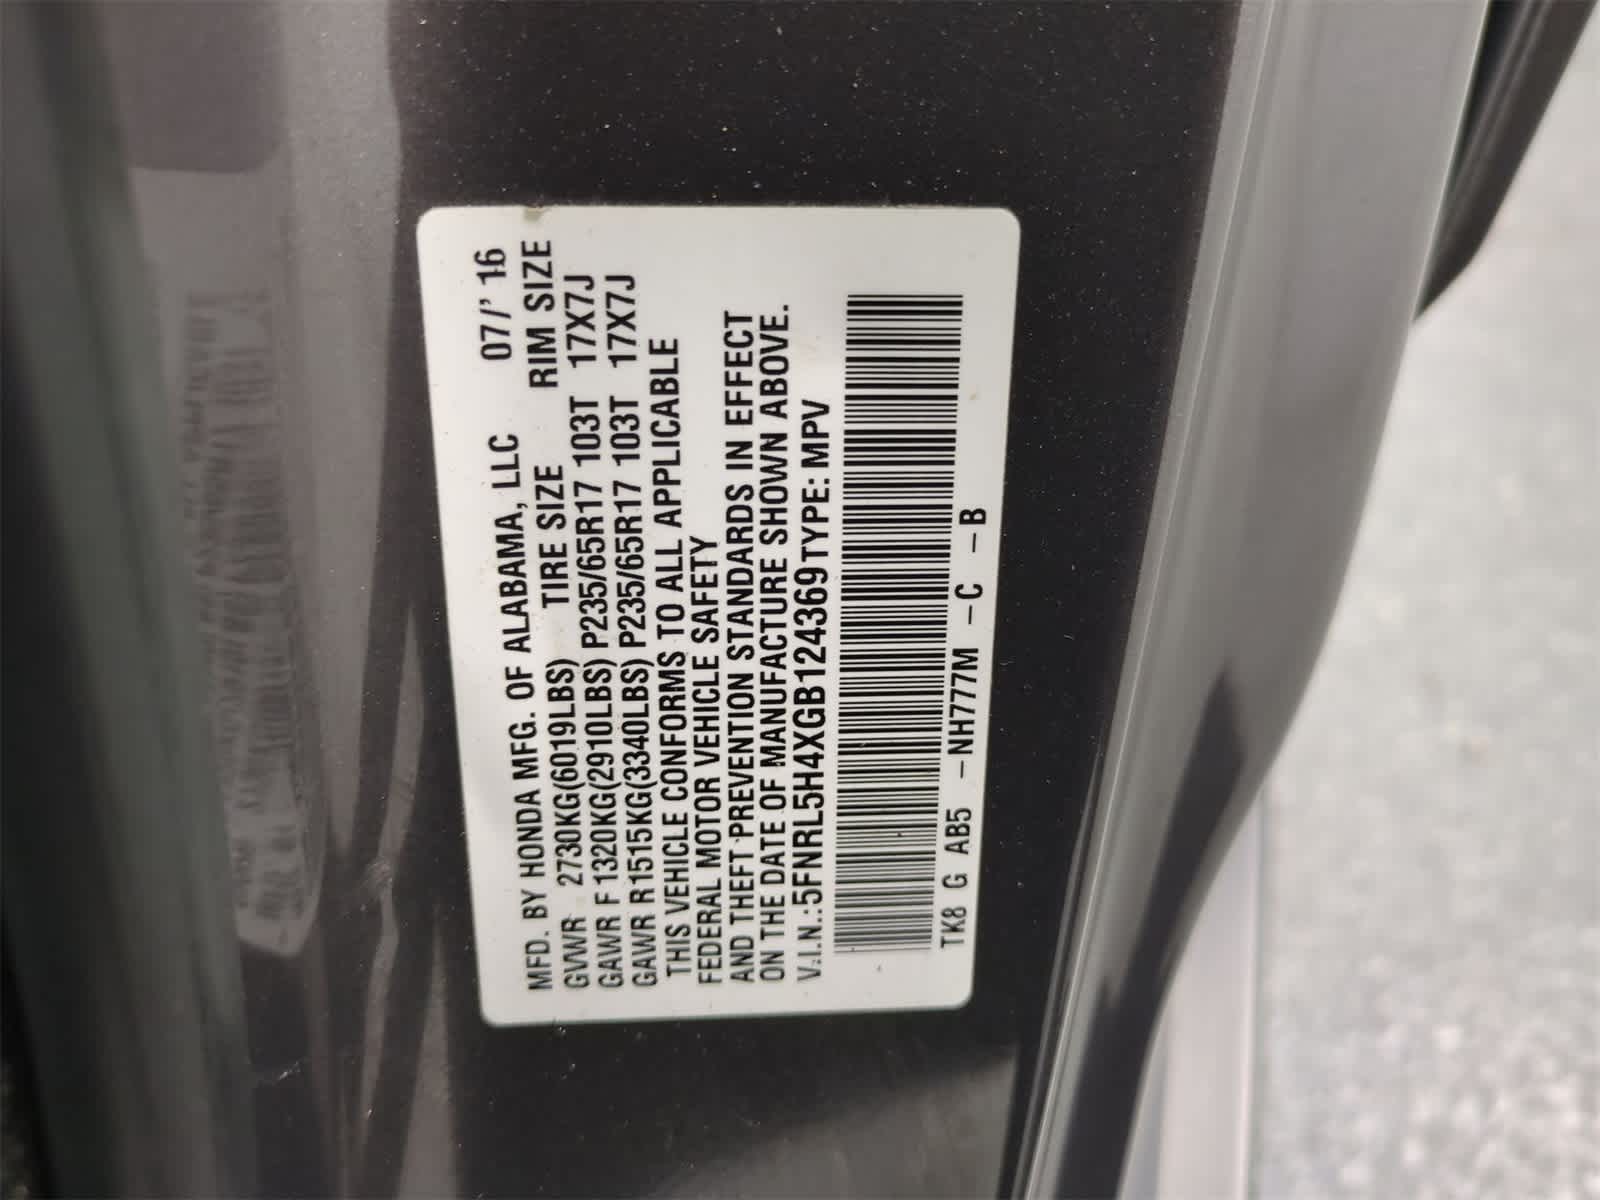 MFD. BY HONDA MFG. OF ALABAMA, LLC 07/'16
GVWR 2730KG(6019LBS) TIRE SIZE RIM SIZE
GAWR F 1320KG(2910LBS) P235/65R17 103T 17X7J
GAWR R 1515KG(3340LBS) P235/65R17 103T 17X7J
THIS VEHICLE CONFORMS TO ALL APPLICABLE
FEDERAL MOTOR VEHICLE SAFETY
AND THEFT PREVENTION STANDARDS IN EFFECT
ON THE DATE OF MANUFACTURE SHOWN ABOVE.
V.I.N.:5FNRL5H4XGB124369 TYPE: MPV
TK8 G AB5 -NH777M -C -B